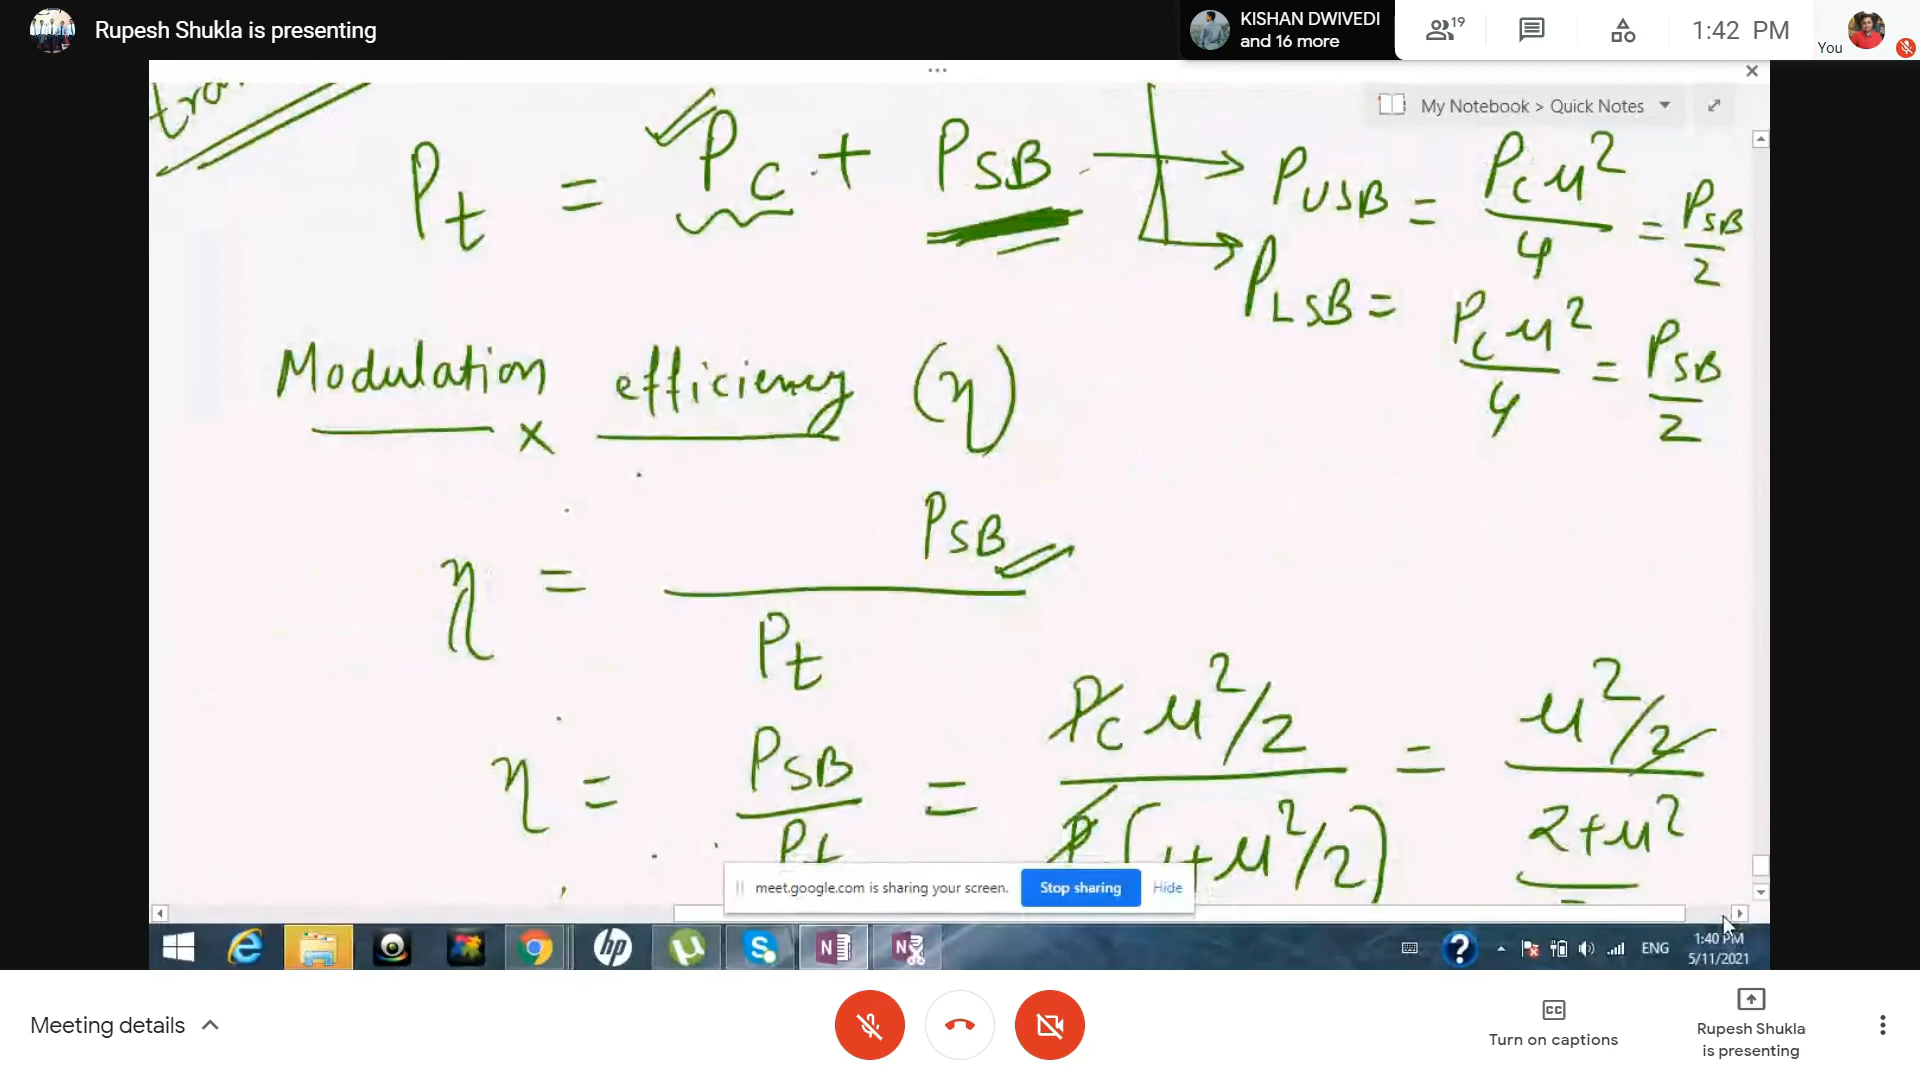 Rupesh Shukla is presenting
KISHAN DWIVEDI
and 16 more
19
1:42 PM
You
My Notebook > Quick Notes
Pt = Pc + PSB
PUSB = Pcμ²/4 = PSB/2
PLSB = Pcμ²/4 = PSB/2
Modulation efficiency (η)
η = PSB/Pt
η = PSB/Pt = Pcμ²/2 / P(1+μ²/2) = μ²/2 / 2+μ²
meet.google.com is sharing your screen.
Stop sharing
Hide
hp
ENG
1:40 PM
5/11/2021
Meeting details
Turn on captions
Rupesh Shukla
is presenting